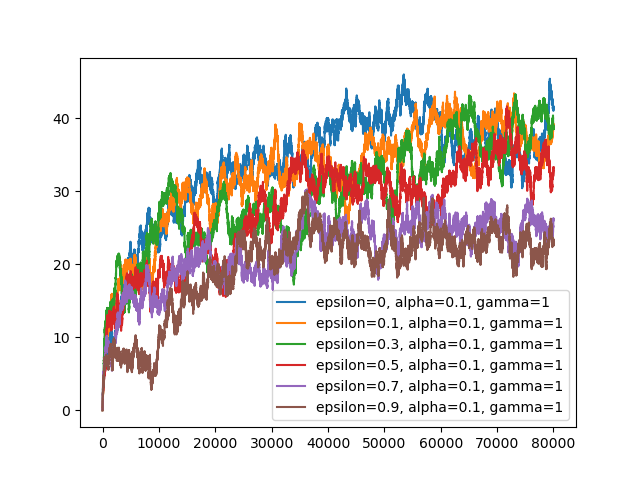 40
30
20
10
0
epsilon=0, alpha=0.1, gamma=1
epsilon=0.1, alpha=0.1, gamma=1
epsilon=0.3, alpha=0.1, gamma=1
epsilon=0.5, alpha=0.1, gamma=1
epsilon=0.7, alpha=0.1, gamma=1
epsilon=0.9, alpha=0.1, gamma=1
0 10000 20000 30000 40000 50000 60000 70000 80000